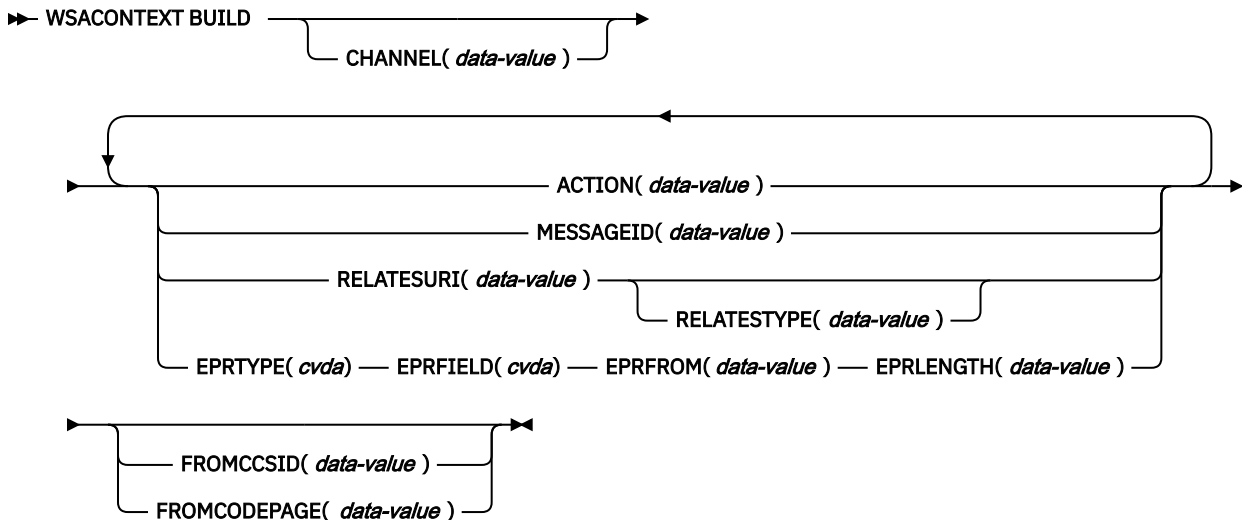 WSACONTEXT BUILD
CHANNEL( data-value )
ACTION( data-value )
MESSAGEID( data-value )
RELATESURI( data-value )
RELATESTYPE( data-value )
EPRTYPE( cvda) EPRFIELD( cvda) EPRFROM( data-value ) EPRLENGTH( data-value )
FROMCCSID( data-value )
FROMCODEPAGE( data-value )